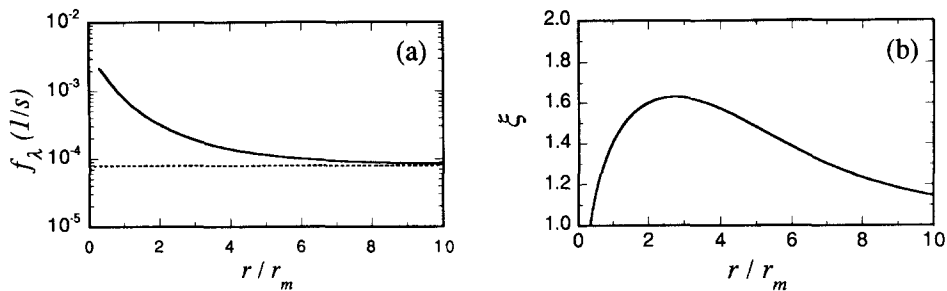 10⁻²
10⁻³
10⁻⁴
10⁻⁵
f_λ (1/s)
(a)
0 2 4 6 8 10
r / r_m
2.0
1.8
1.6
1.4
1.2
1.0
ξ
(b)
0 2 4 6 8 10
r / r_m